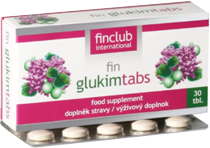 finclub
international
fin
glukimtabs
food supplement
doplněk stravy / výživový doplnok
30
tbl.